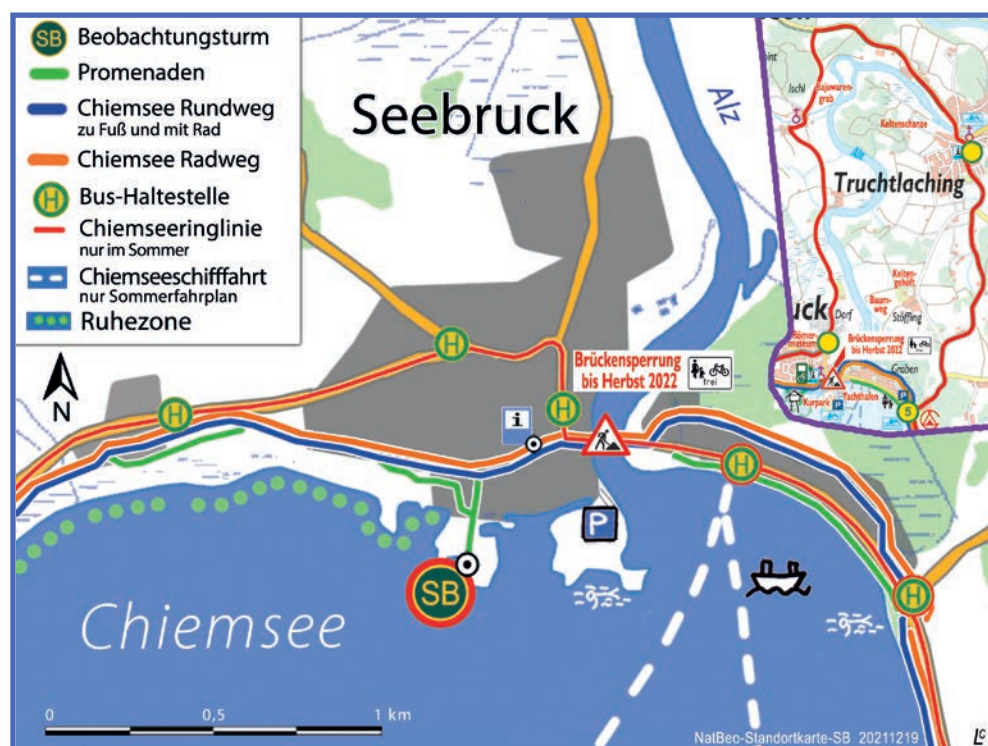 SB Beobachtungsturm
Promenaden
Chiemsee Rundweg
zu Fuß und mit Rad
Chiemsee Radweg
H Bus-Haltestelle
Chiemseeringlinie
nur im Sommer
Chiemseeschifffahrt
nur Sommerfahrplan
Ruhezone
N
Seebruck
Alz
H
H
H
H
H
i
Brückensperrung
bis Herbst 2022
frei
P
SB
Chiemsee
0 0,5 1 km
NatBeo-Standortkarte-SB_20211219
Ischl
Bajuwaren-
grab
Keltenschanze
i
Alz
Truchtlaching
Kelten-
gehöft
Baum-
weg
Stöffling
uck
Dorf
Römer-
museum
Brückensperrung
bis Herbst 2022
frei
Graben
Kurpark
P
Yachthafen
P
5